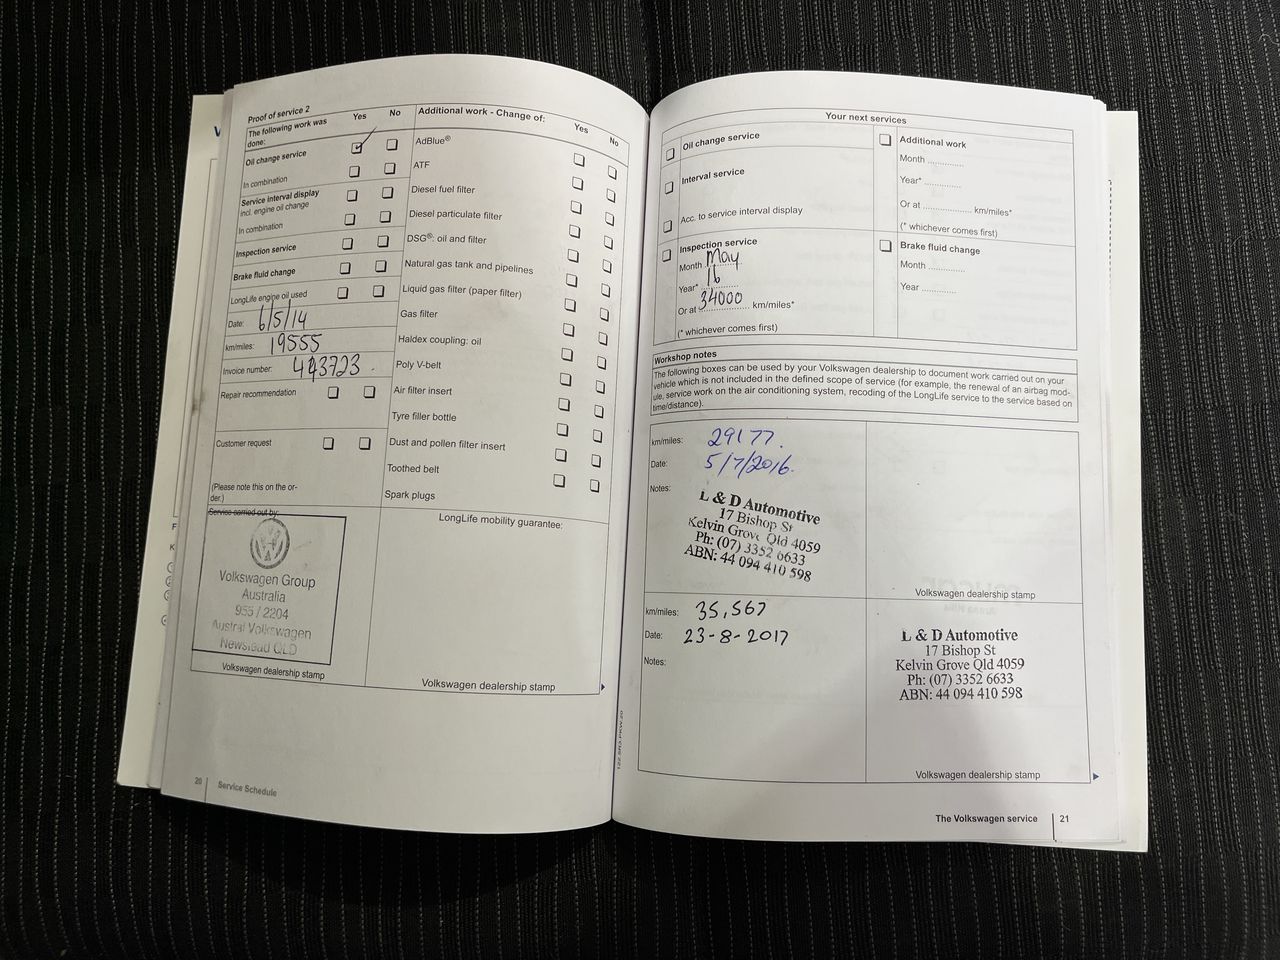 Proof of service 2
The following work was done:
Yes
No
Oil change service
In combination
Service interval display
incl. engine oil change
In combination
Inspection service
Brake fluid change
LongLife engine oil used
Date: 6/5/14
km/miles: 19555
Invoice number:
Repair recommendation
Customer request
(Please note this on the or-
der.)
Service carried out by:
Volkswagen Group
Australia
955 / 2204
Austral Volkswagen
Newstead QLD
Volkswagen dealership stamp
Additional work - Change of:
Yes
No
AdBlue®
ATF
Diesel fuel filter
Diesel particulate filter
DSG®: oil and filter
Natural gas tank and pipelines
Liquid gas filter (paper filter)
Gas filter
Haldex coupling: oil
Poly V-belt
Air filter insert
Tyre filler bottle
Dust and pollen filter insert
Toothed belt
Spark plugs
LongLife mobility guarantee:
Volkswagen dealership stamp
20
Service Schedule
Your next services
Oil change service
Interval service
Acc. to service interval display
Inspection service
Month May
Year* 16
Or at 34000 km/miles*
(* whichever comes first)
Additional work
Month .............
Year* .............
Or at .................. km/miles*
(* whichever comes first)
Brake fluid change
Month .............
Year .............
Workshop notes
The following boxes can be used by your Volkswagen dealership to document work carried out on your
vehicle which is not included in the defined scope of service (for example, the renewal of an airbag mod-
ule, service work on the air conditioning system, recoding of the LongLife service to the service based on
time/distance).
km/miles: 29177.
Date: 5/7/2016.
Notes:
L & D Automotive
17 Bishop St
Kelvin Grove Qld 4059
Ph: (07) 3352 6633
ABN: 44 094 410 598
Volkswagen dealership stamp
km/miles: 35,567
Date: 23-8-2017
Notes:
L & D Automotive
17 Bishop St
Kelvin Grove Qld 4059
Ph: (07) 3352 6633
ABN: 44 094 410 598
Volkswagen dealership stamp
The Volkswagen service
21